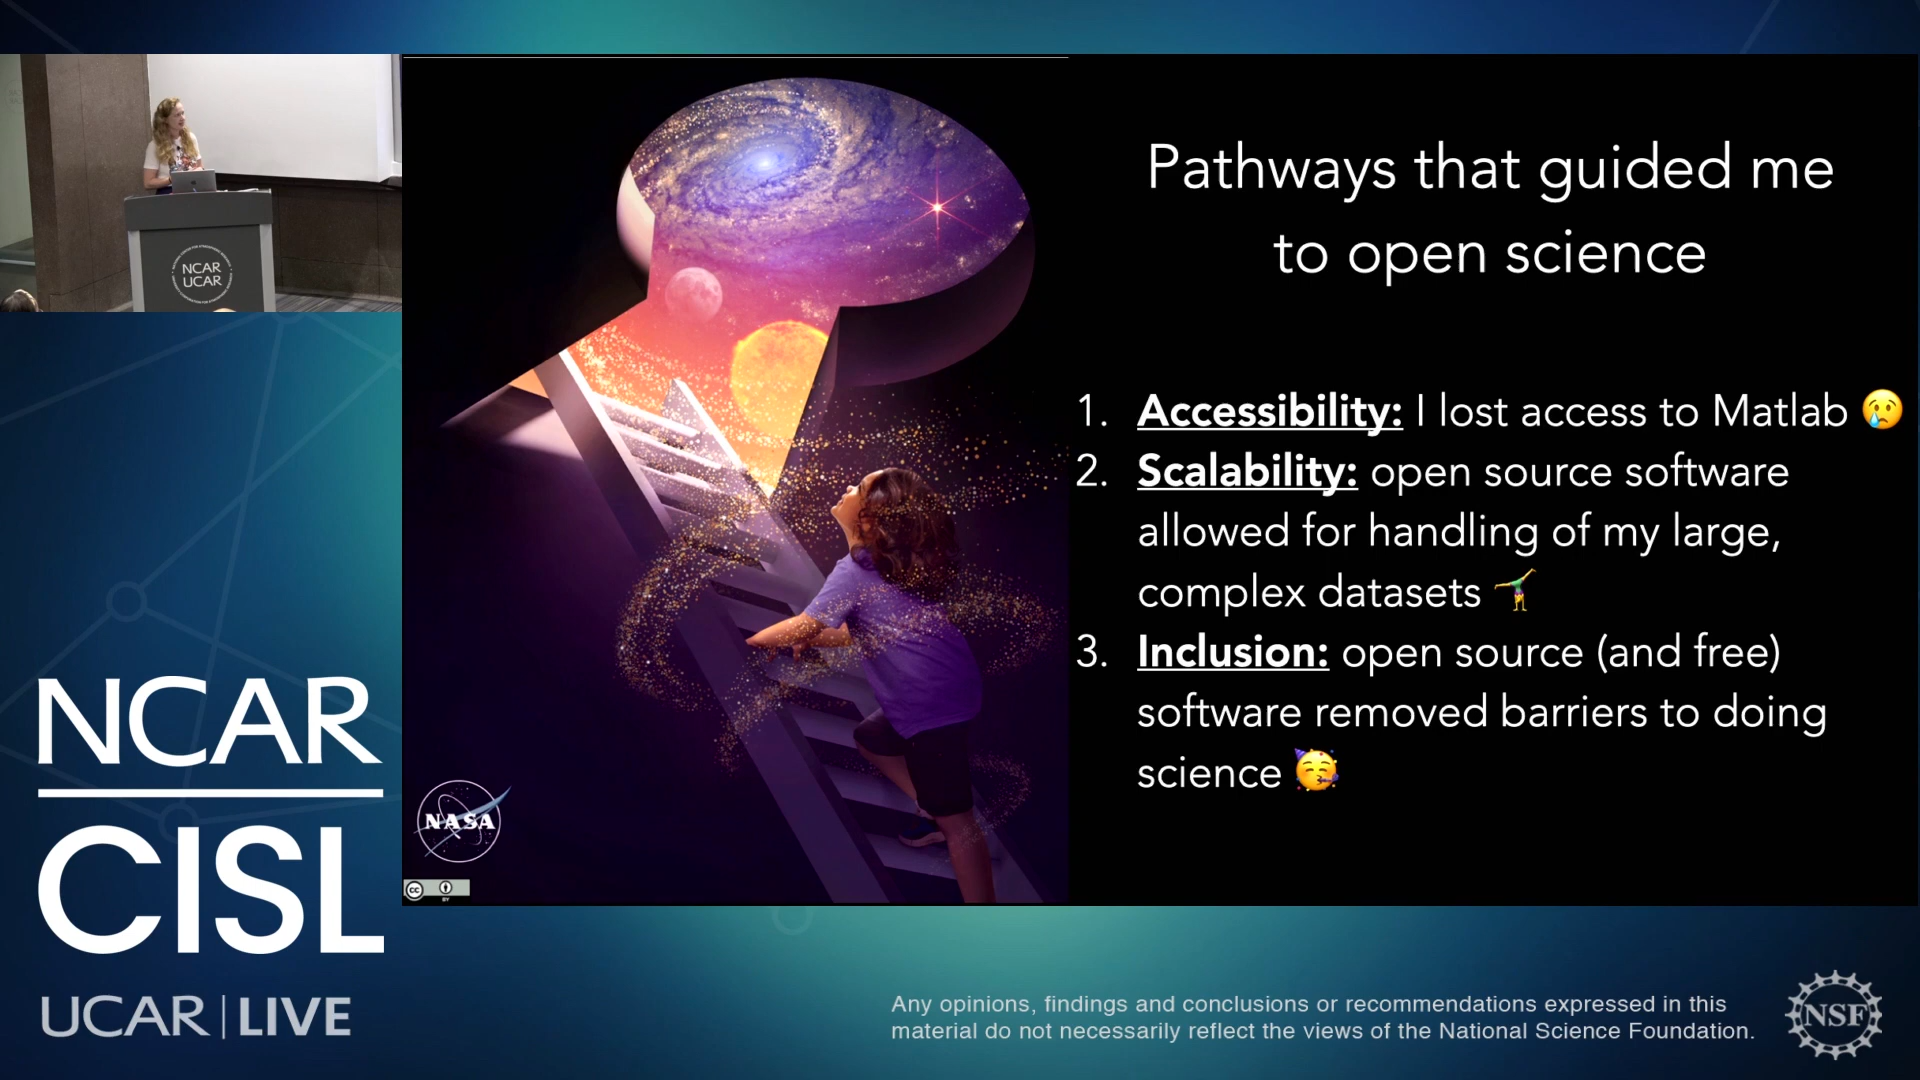 NCAR
UCAR
Pathways that guided me
to open science
1. Accessibility: I lost access to Matlab 😢
2. Scalability: open source software
allowed for handling of my large,
complex datasets 🤸
3. Inclusion: open source (and free)
software removed barriers to doing
science 🥳
NASA
cc
BY
NCAR
CISL
UCAR | LIVE
Any opinions, findings and conclusions or recommendations expressed in this
material do not necessarily reflect the views of the National Science Foundation.
NSF